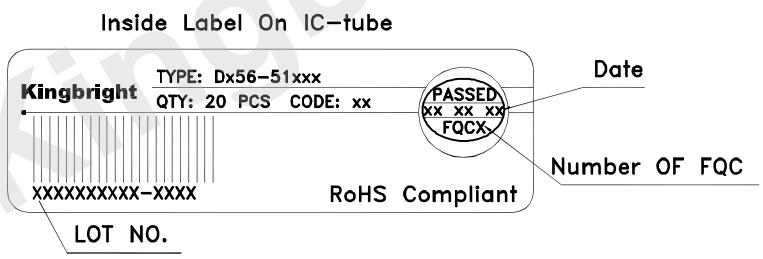 Inside Label On IC-tube
Kingbright
TYPE: Dx56-51xxx
QTY: 20 PCS CODE: xx
PASSED
xx xx xx
FQCX
Date
Number OF FQC
XXXXXXXXXX-XXXX
RoHS Compliant
LOT NO.
Kingb